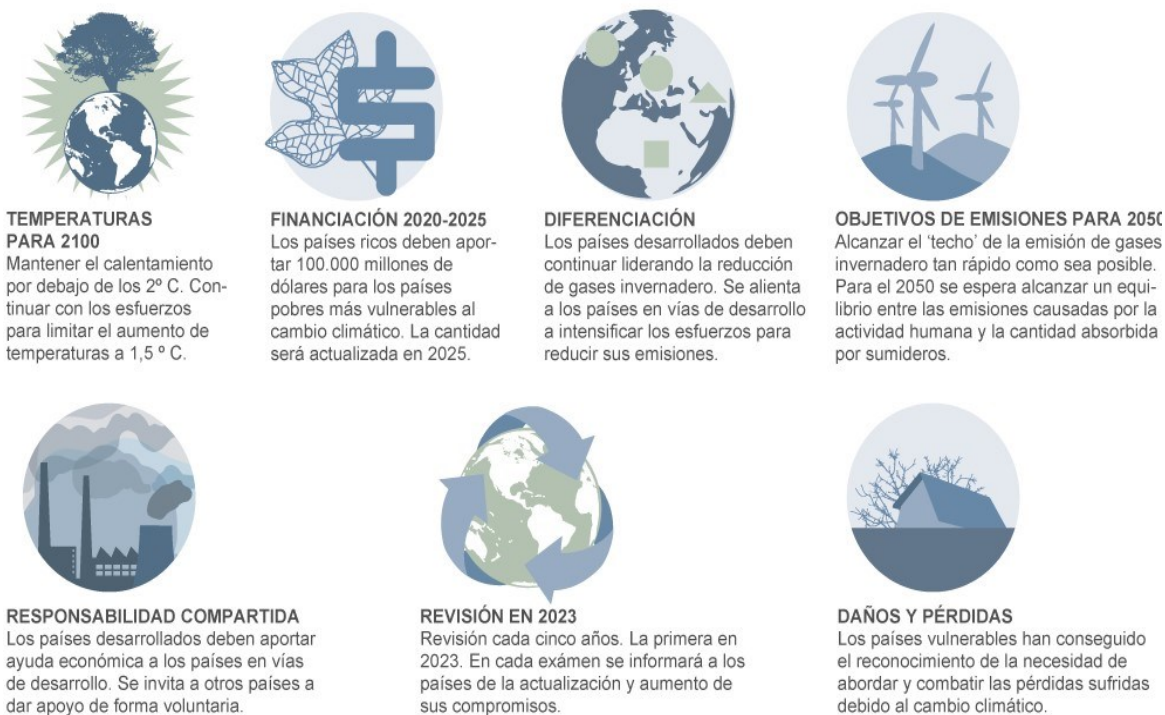 TEMPERATURAS
PARA 2100
Mantener el calentamiento
por debajo de los 2º C. Con-
tinuar con los esfuerzos
para limitar el aumento de
temperaturas a 1,5 º C.
FINANCIACIÓN 2020-2025
Los países ricos deben apor-
tar 100.000 millones de
dólares para los países
pobres más vulnerables al
cambio climático. La cantidad
será actualizada en 2025.
DIFERENCIACIÓN
Los países desarrollados deben
continuar liderando la reducción
de gases invernadero. Se alienta
a los países en vías de desarrollo
a intensificar los esfuerzos para
reducir sus emisiones.
OBJETIVOS DE EMISIONES PARA 2050
Alcanzar el ‘techo’ de la emisión de gases
invernadero tan rápido como sea posible.
Para el 2050 se espera alcanzar un equi-
librio entre las emisiones causadas por la
actividad humana y la cantidad absorbida
por sumideros.
RESPONSABILIDAD COMPARTIDA
Los países desarrollados deben aportar
ayuda económica a los países en vías
de desarrollo. Se invita a otros países a
dar apoyo de forma voluntaria.
REVISIÓN EN 2023
Revisión cada cinco años. La primera en
2023. En cada exámen se informará a los
países de la actualización y aumento de
sus compromisos.
DAÑOS Y PÉRDIDAS
Los países vulnerables han conseguido
el reconocimiento de la necesidad de
abordar y combatir las pérdidas sufridas
debido al cambio climático.